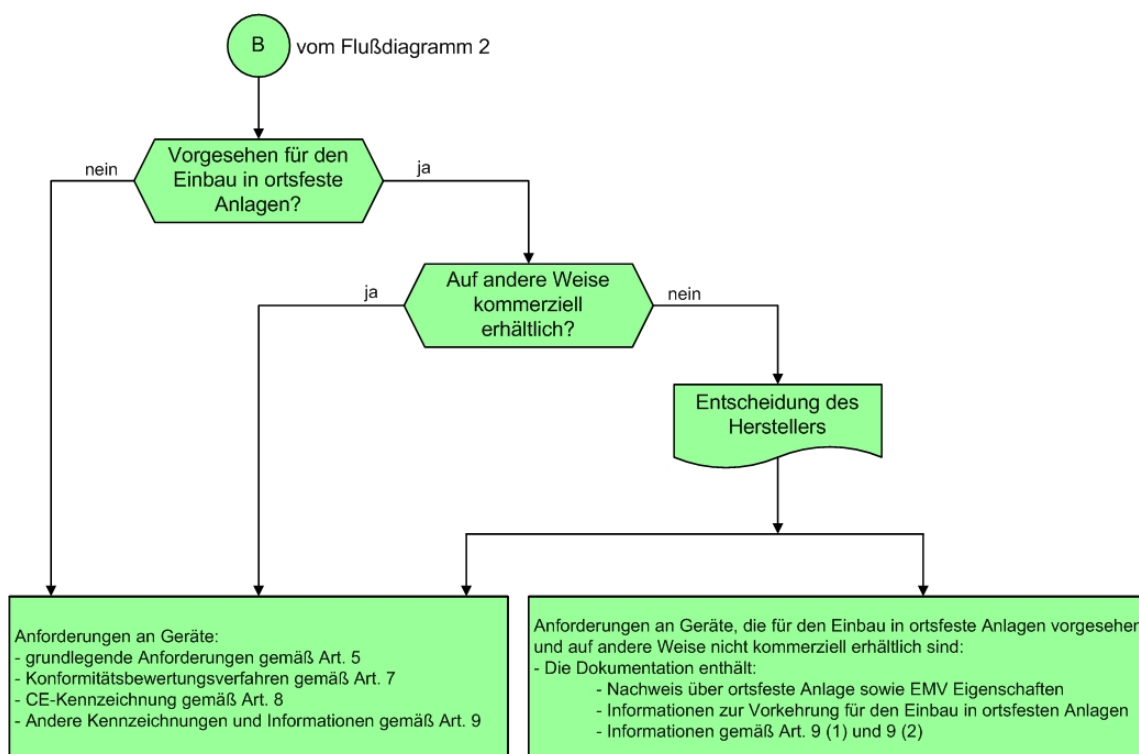 B
vom Flußdiagramm 2
Vorgesehen für den
Einbau in ortsfeste
Anlagen?
nein
ja
Auf andere Weise
kommerziell
erhältlich?
ja
nein
Entscheidung des
Herstellers
Anforderungen an Geräte:
- grundlegende Anforderungen gemäß Art. 5
- Konformitätsbewertungsverfahren gemäß Art. 7
- CE-Kennzeichnung gemäß Art. 8
- Andere Kennzeichnungen und Informationen gemäß Art. 9
Anforderungen an Geräte, die für den Einbau in ortsfeste Anlagen vorgesehen
und auf andere Weise nicht kommerziell erhältlich sind:
- Die Dokumentation enthält:
- Nachweis über ortsfeste Anlage sowie EMV Eigenschaften
- Informationen zur Vorkehrung für den Einbau in ortsfesten Anlagen
- Informationen gemäß Art. 9 (1) und 9 (2)